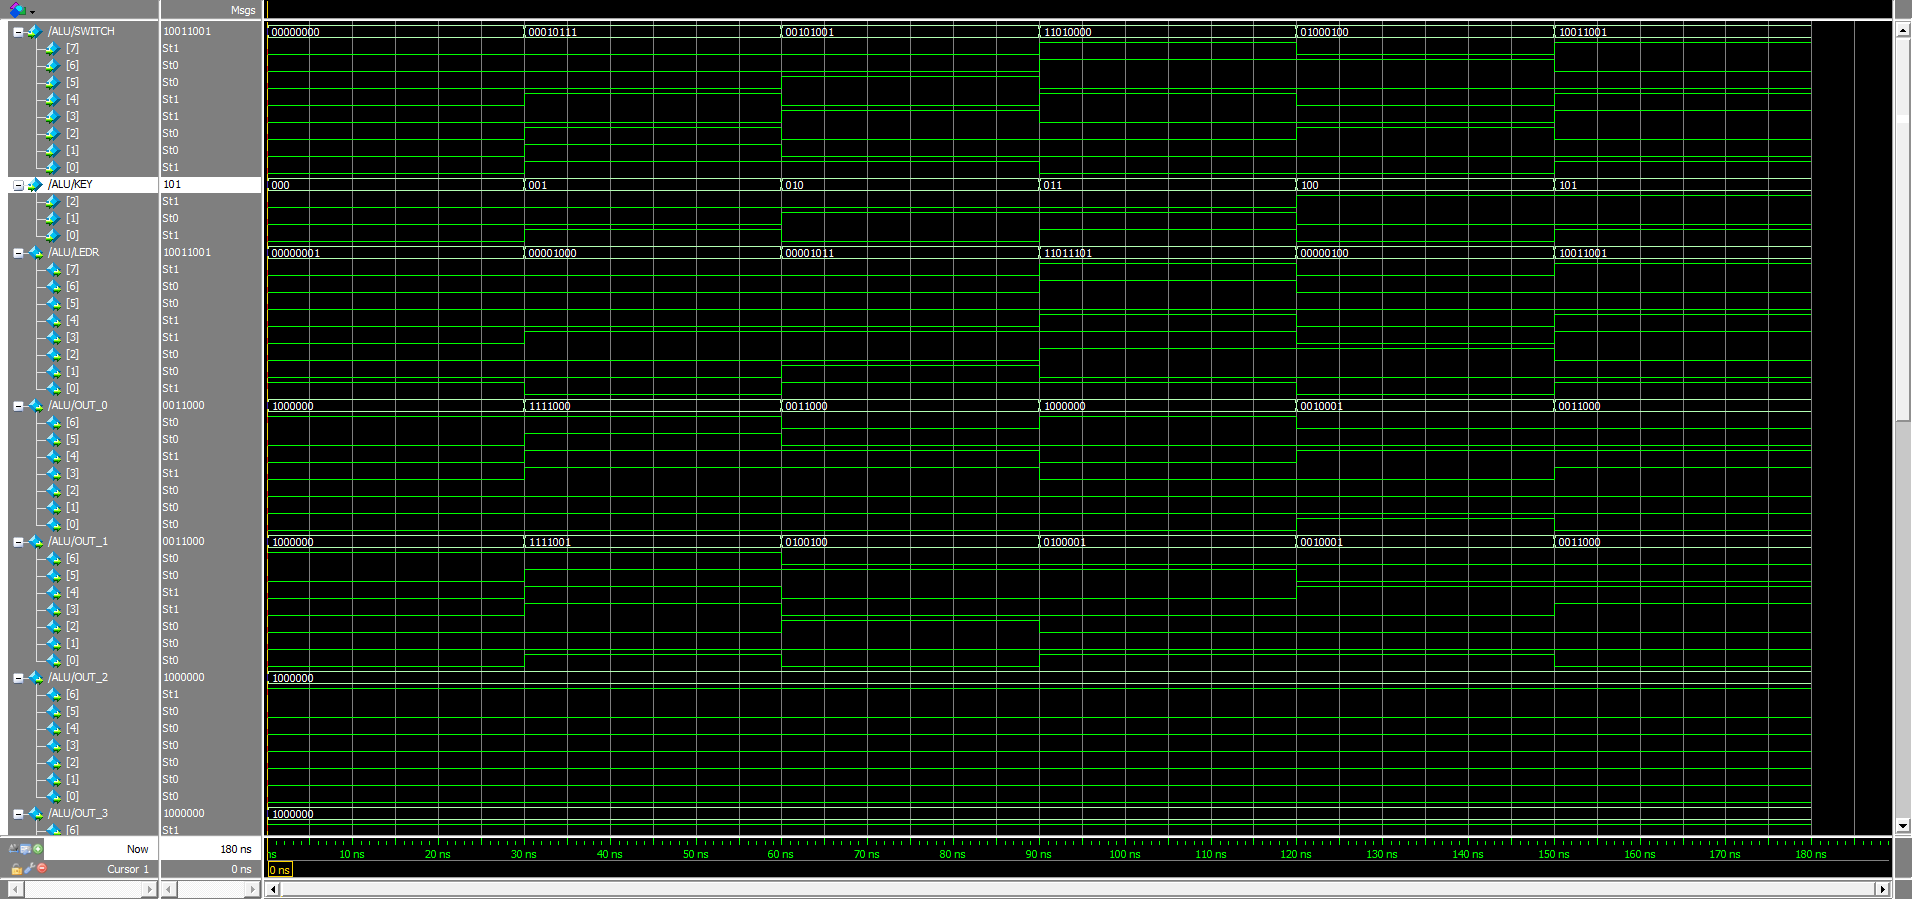 Msgs
/ALU/SWITCH 10011001 00000000 00010111 00101001 11010000 01000100 10011001
[7] St1
[6] St0
[5] St0
[4] St1
[3] St1
[2] St0
[1] St0
[0] St1
/ALU/KEY 101 000 001 010 011 100 101
[2] St1
[1] St0
[0] St1
/ALU/LEDR 10011001 00000001 00001000 00001011 11011101 00000100 10011001
[7] St1
[6] St0
[5] St0
[4] St1
[3] St1
[2] St0
[1] St0
[0] St1
/ALU/OUT_0 0011000 1000000 1111000 0011000 1000000 0010001 0011000
[6] St0
[5] St0
[4] St1
[3] St1
[2] St0
[1] St0
[0] St0
/ALU/OUT_1 0011000 1000000 1111001 0100100 0100001 0010001 0011000
[6] St0
[5] St0
[4] St1
[3] St1
[2] St0
[1] St0
[0] St0
/ALU/OUT_2 1000000 1000000
[6] St1
[5] St0
[4] St0
[3] St0
[2] St0
[1] St0
[0] St0
/ALU/OUT_3 1000000 1000000
[6] St1
Now 180 ns ns 10 ns 20 ns 30 ns 40 ns 50 ns 60 ns 70 ns 80 ns 90 ns 100 ns 110 ns 120 ns 130 ns 140 ns 150 ns 160 ns 170 ns 180 ns
Cursor 1 0 ns 0 ns